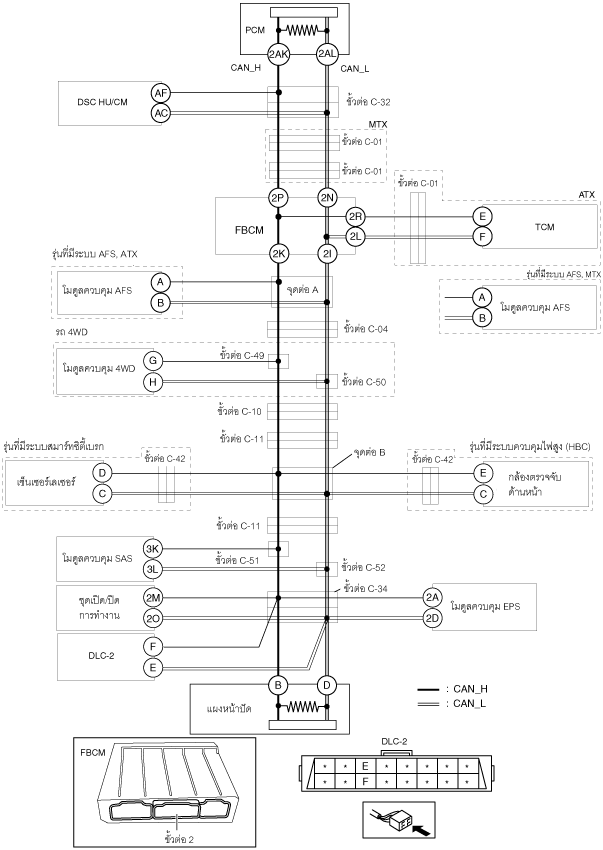 PCM
2AK 2AL
CAN_H CAN_L
DSC HU/CM
AF
AC
ขั้วต่อ C-32
MTX
ขั้วต่อ C-01
ขั้วต่อ C-01
ขั้วต่อ C-01
ATX
2P 2N
FBCM
2R
2L
2K 2I
E
F
TCM
รุ่นที่มีระบบ AFS, ATX
โมดูลควบคุม AFS
A
B
จุดต่อ A
รุ่นที่มีระบบ AFS, MTX
A
B
โมดูลควบคุม AFS
ขั้วต่อ C-04
รถ 4WD
โมดูลควบคุม 4WD
G
H
ขั้วต่อ C-49
ขั้วต่อ C-50
ขั้วต่อ C-10
ขั้วต่อ C-11
จุดต่อ B
รุ่นที่มีระบบสมาร์ทซิตี้เบรก
ขั้วต่อ C-42
เซ็นเซอร์เลเซอร์
D
C
รุ่นที่มีระบบควบคุมไฟสูง (HBC)
ขั้วต่อ C-42
E
C
กล้องตรวจจับ
ด้านหน้า
ขั้วต่อ C-11
โมดูลควบคุม SAS
3K
3L
ขั้วต่อ C-51
ขั้วต่อ C-52
ขั้วต่อ C-34
ชุดเปิด/ปิด
การทำงาน
2M
2O
2A
2D
โมดูลควบคุม EPS
DLC-2
F
E
B D
แผงหน้าปัด
: CAN_H
: CAN_L
FBCM
ขั้วต่อ 2
DLC-2
* * E * * * * *
* * F * * * * *